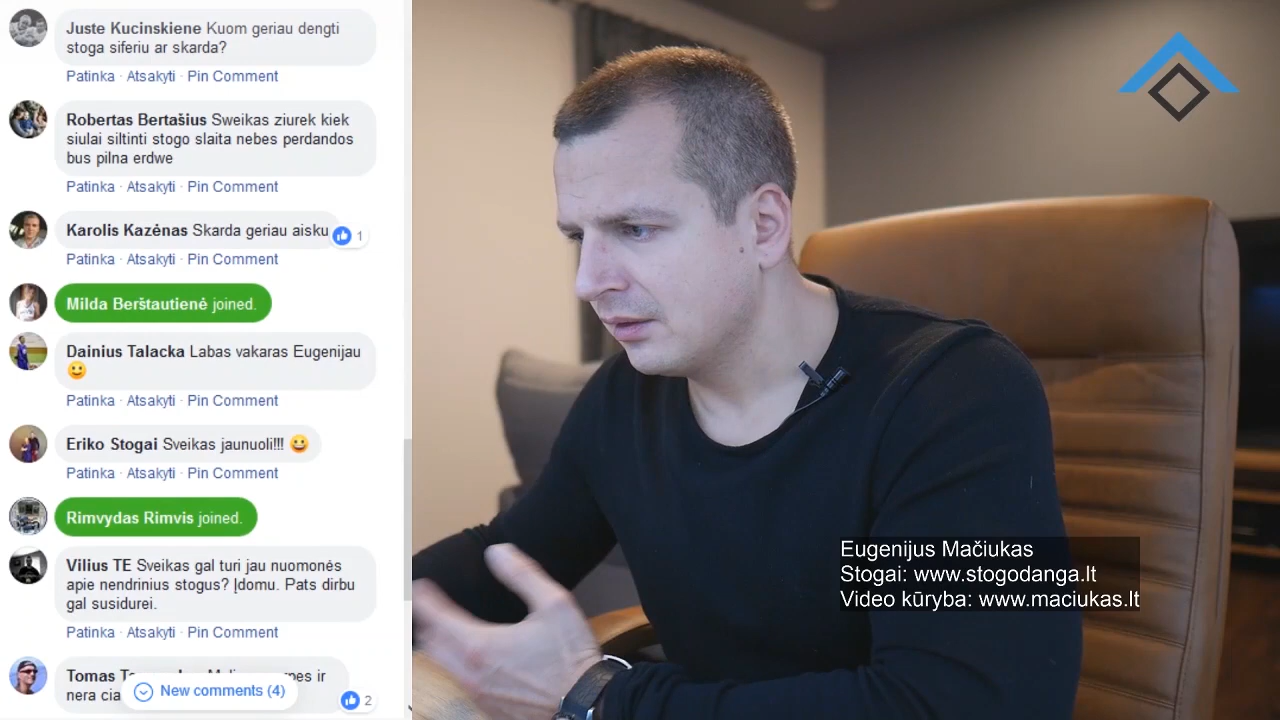 Juste Kucinskiene Kuom geriau dengti
stoga siferiu ar skarda?
Patinka · Atsakyti · Pin Comment
Robertas Bertašius Sweikas ziurek kiek
siulai siltinti stogo slaita nebes perdandos
bus pilna erdwe
Patinka · Atsakyti · Pin Comment
Karolis Kazėnas Skarda geriau aisku
1
Patinka · Atsakyti · Pin Comment
Milda Berštautienė joined.
Dainius Talacka Labas vakaras Eugenijau
🙂
Patinka · Atsakyti · Pin Comment
Eriko Stogai Sveikas jaunuoli!!! 😀
Patinka · Atsakyti · Pin Comment
Rimvydas Rimvis joined.
Vilius TE Sveikas gal turi jau nuomonės
apie nendrinius stogus? Įdomu. Pats dirbu
gal susidurei.
Patinka · Atsakyti · Pin Comment
Tomas ir
nera
New comments (4)
2
Eugenijus Mačiukas
Stogai: www.stogodanga.lt
Video kūryba: www.maciukas.lt